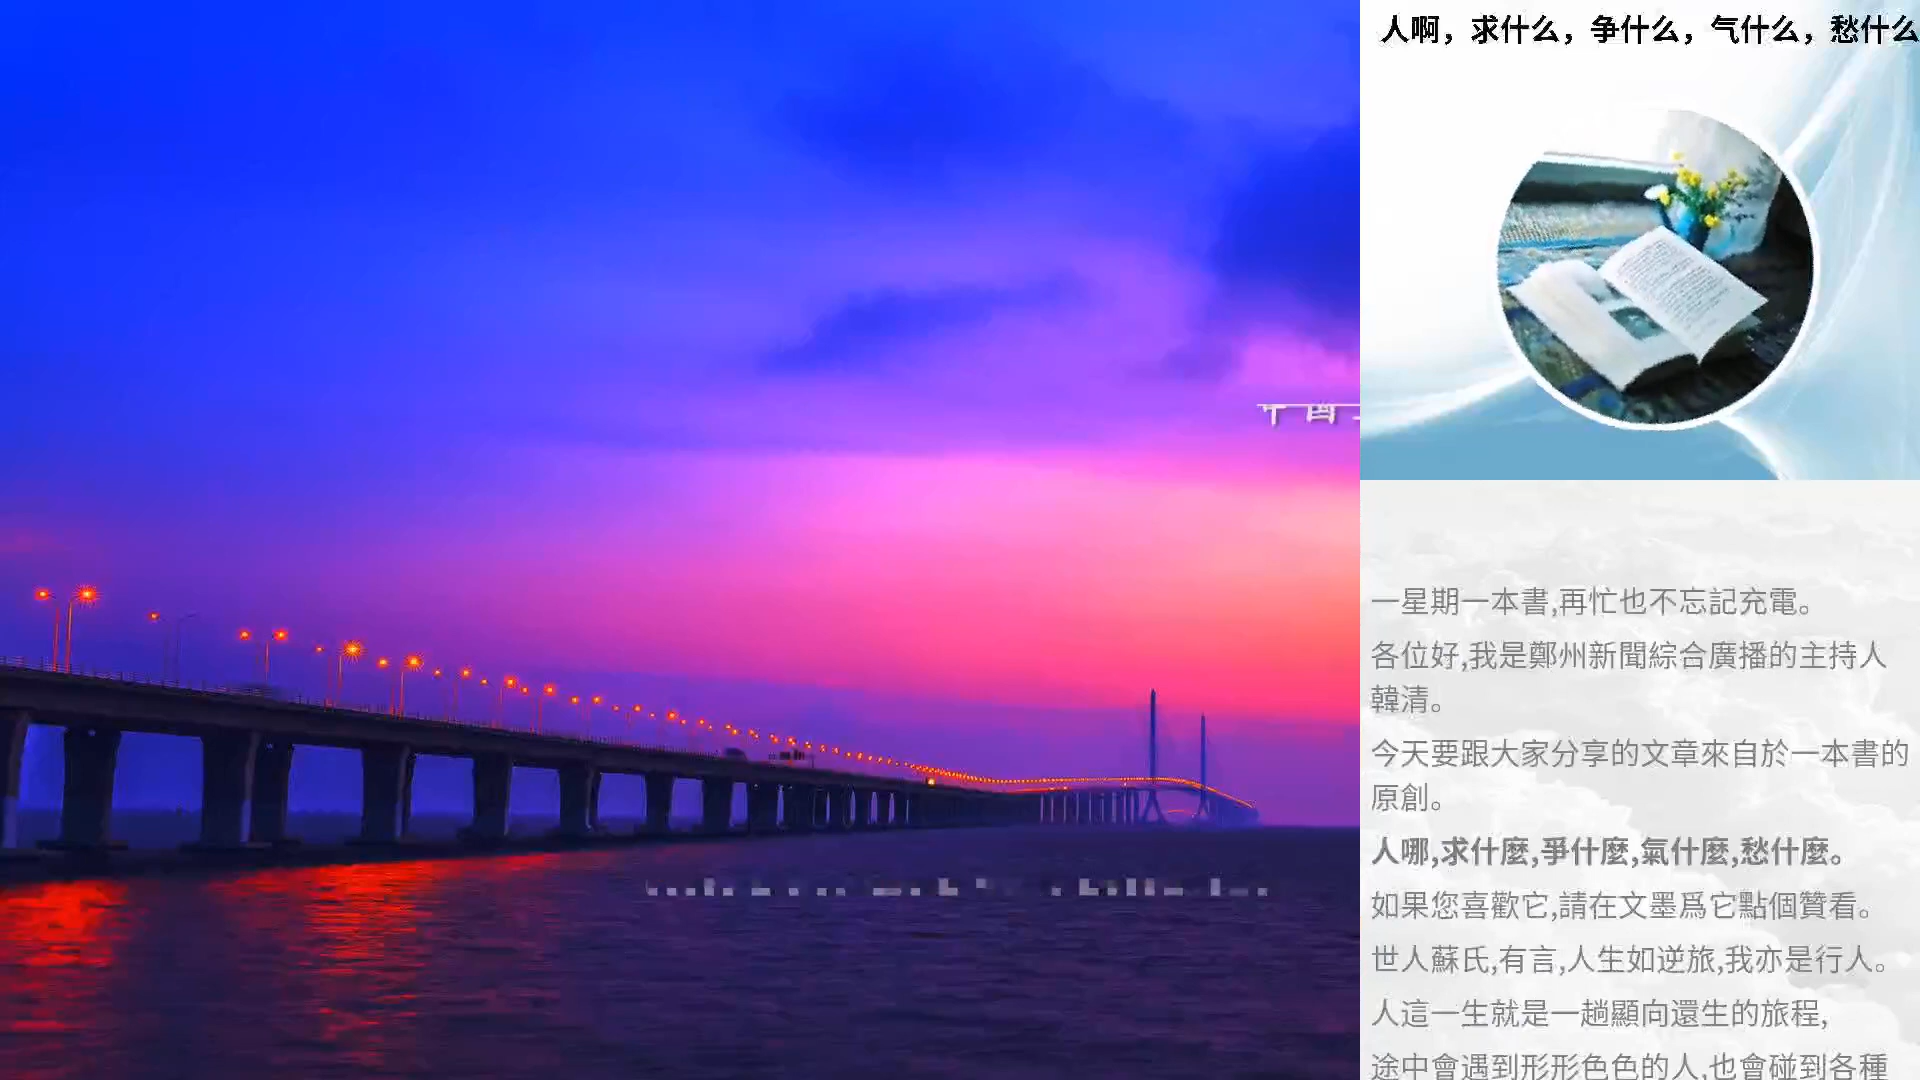 人啊，求什么，争什么，气什么，愁什么
一星期一本書,再忙也不忘記充電。
各位好,我是鄭州新聞綜合廣播的主持人
韓清。
今天要跟大家分享的文章來自於一本書的
原創。
人哪,求什麼,爭什麼,氣什麼,愁什麼。
如果您喜歡它,請在文墨爲它點個贊看。
世人蘇氏,有言,人生如逆旅,我亦是行人。
人這一生就是一趟顯向還生的旅程,
途中會遇到形形色色的人,也會碰到各種